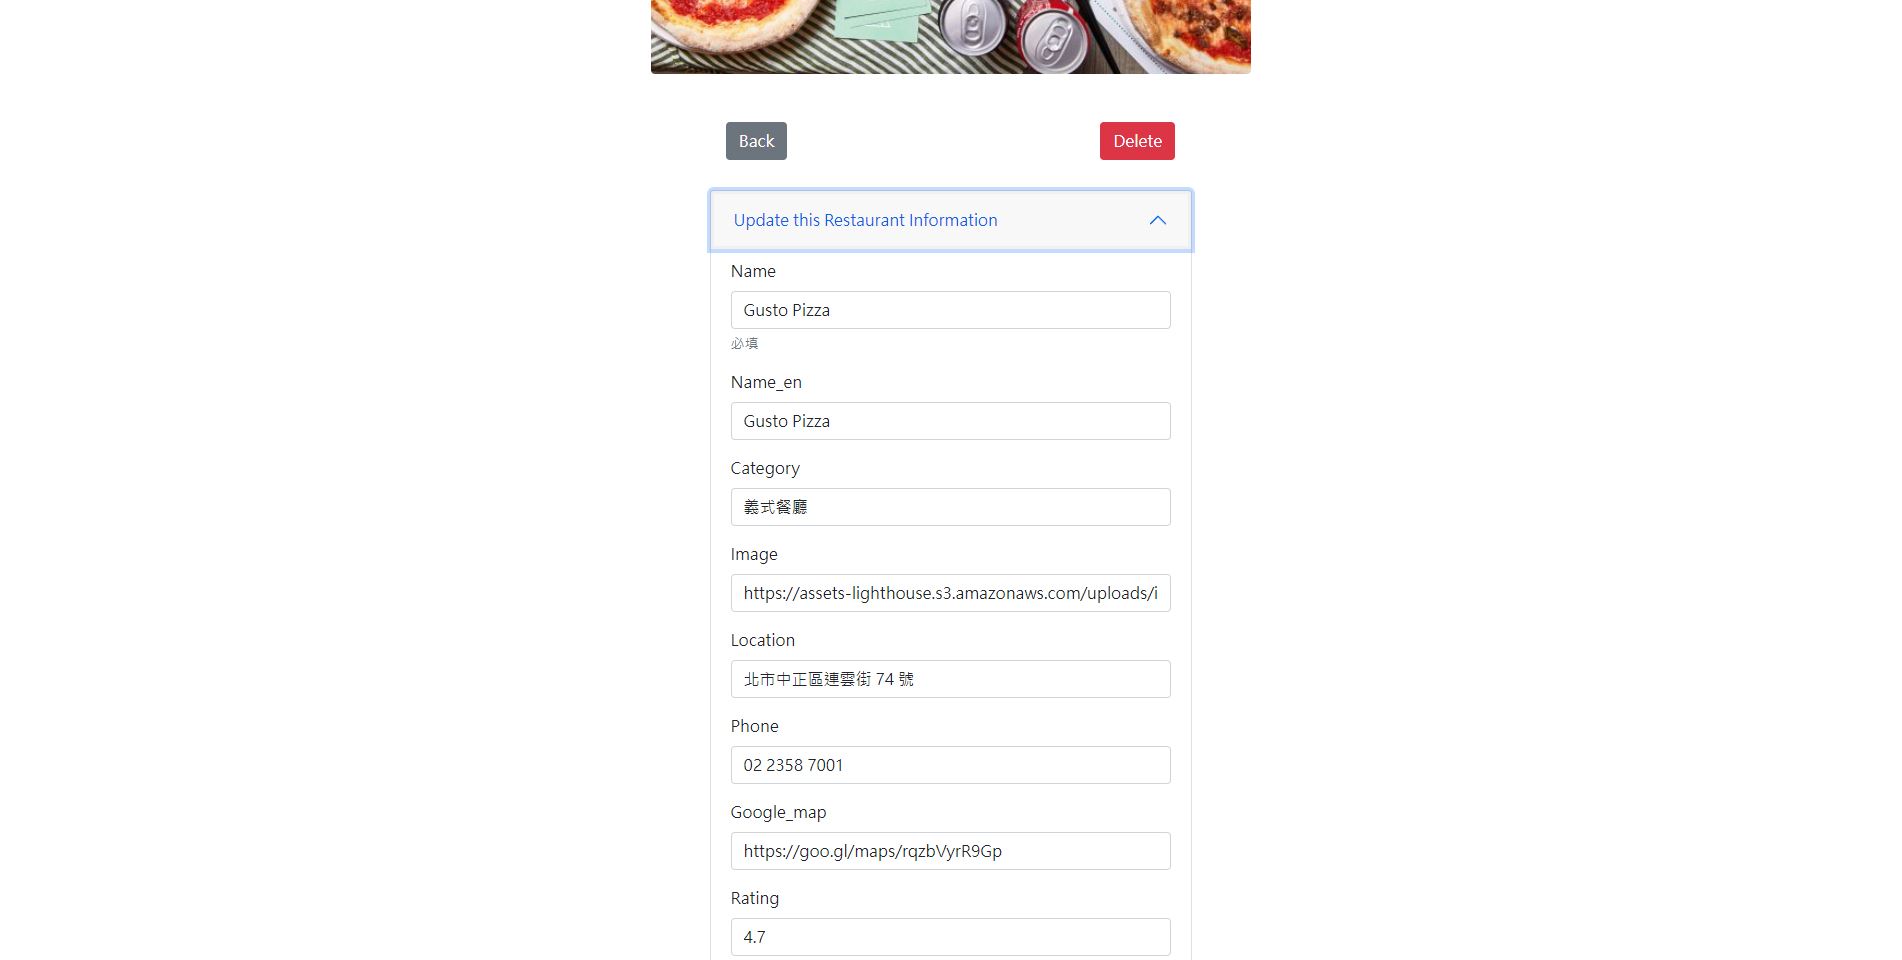 Back
Delete
Update this Restaurant Information
Name
Gusto Pizza
必填
Name_en
Gusto Pizza
Category
義式餐廳
Image
https://assets-lighthouse.s3.amazonaws.com/uploads/i
Location
北市中正區連雲街 74 號
Phone
02 2358 7001
Google_map
https://goo.gl/maps/rqzbVyrR9Gp
Rating
4.7